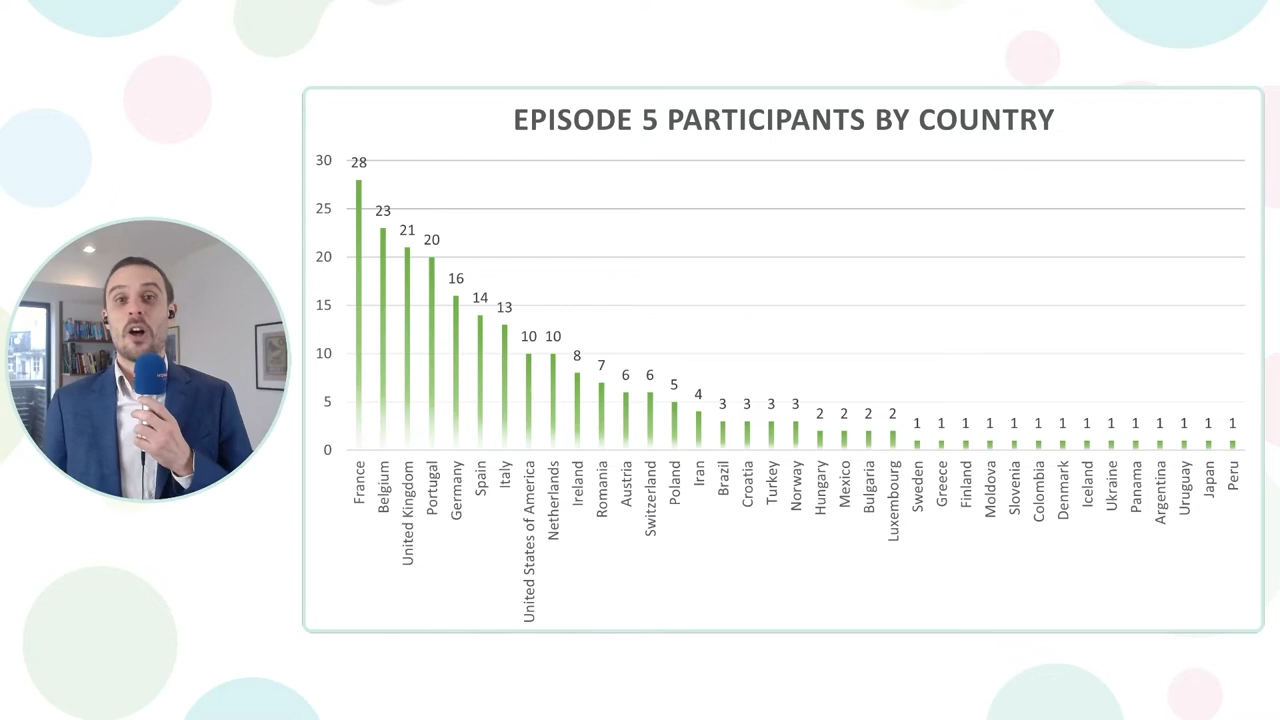 EPISODE 5 PARTICIPANTS BY COUNTRY
30
25
20
15
10
5
0
28
23
21
20
16
14
13
10
10
8
7
6
6
5
4
3
3
3
3
2
2
2
2
1
1
1
1
1
1
1
1
1
1
1
1
1
1
France
Belgium
United Kingdom
Portugal
Germany
Spain
Italy
United States of America
Netherlands
Ireland
Romania
Austria
Switzerland
Poland
Iran
Brazil
Croatia
Turkey
Norway
Hungary
Mexico
Bulgaria
Luxembourg
Sweden
Greece
Finland
Moldova
Slovenia
Colombia
Denmark
Iceland
Ukraine
Panama
Argentina
Uruguay
Japan
Peru